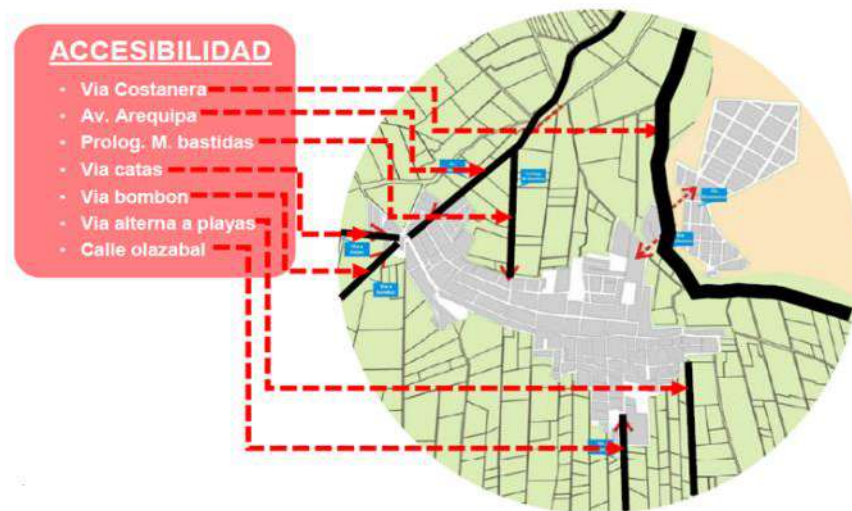 ACCESIBILIDAD
• Via Costanera
• Av. Arequipa
• Prolog. M. bastidas
• Via catas
• Via bombon
• Via alterna a playas
• Calle olazabal